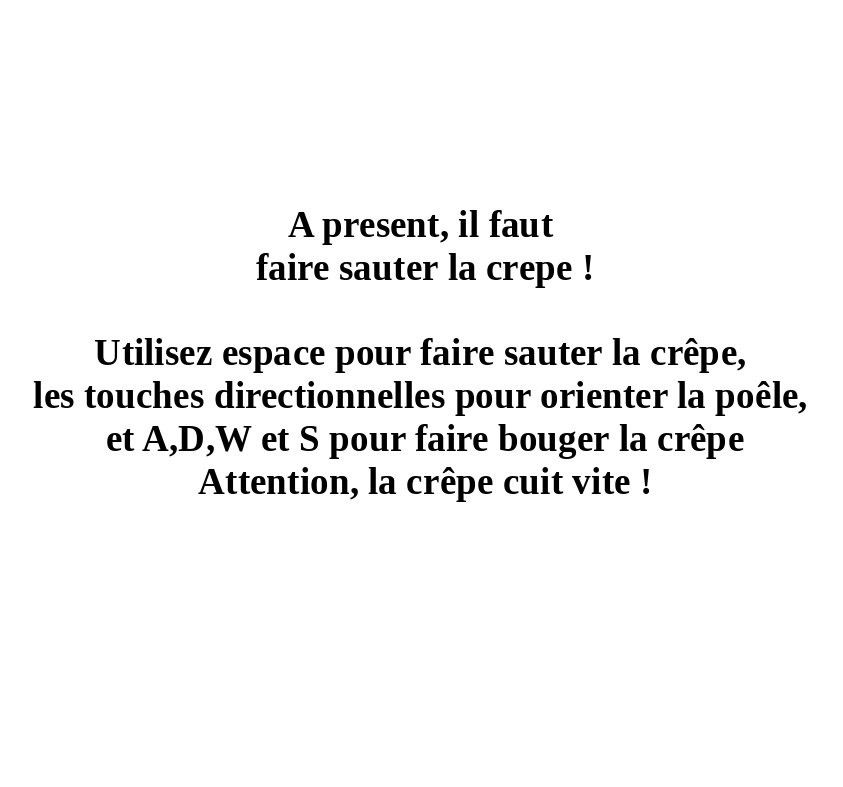 A present, il faut
faire sauter la crepe !
Utilisez espace pour faire sauter la crêpe,
les touches directionnelles pour orienter la poêle,
et A,D,W et S pour faire bouger la crêpe
Attention, la crêpe cuit vite !